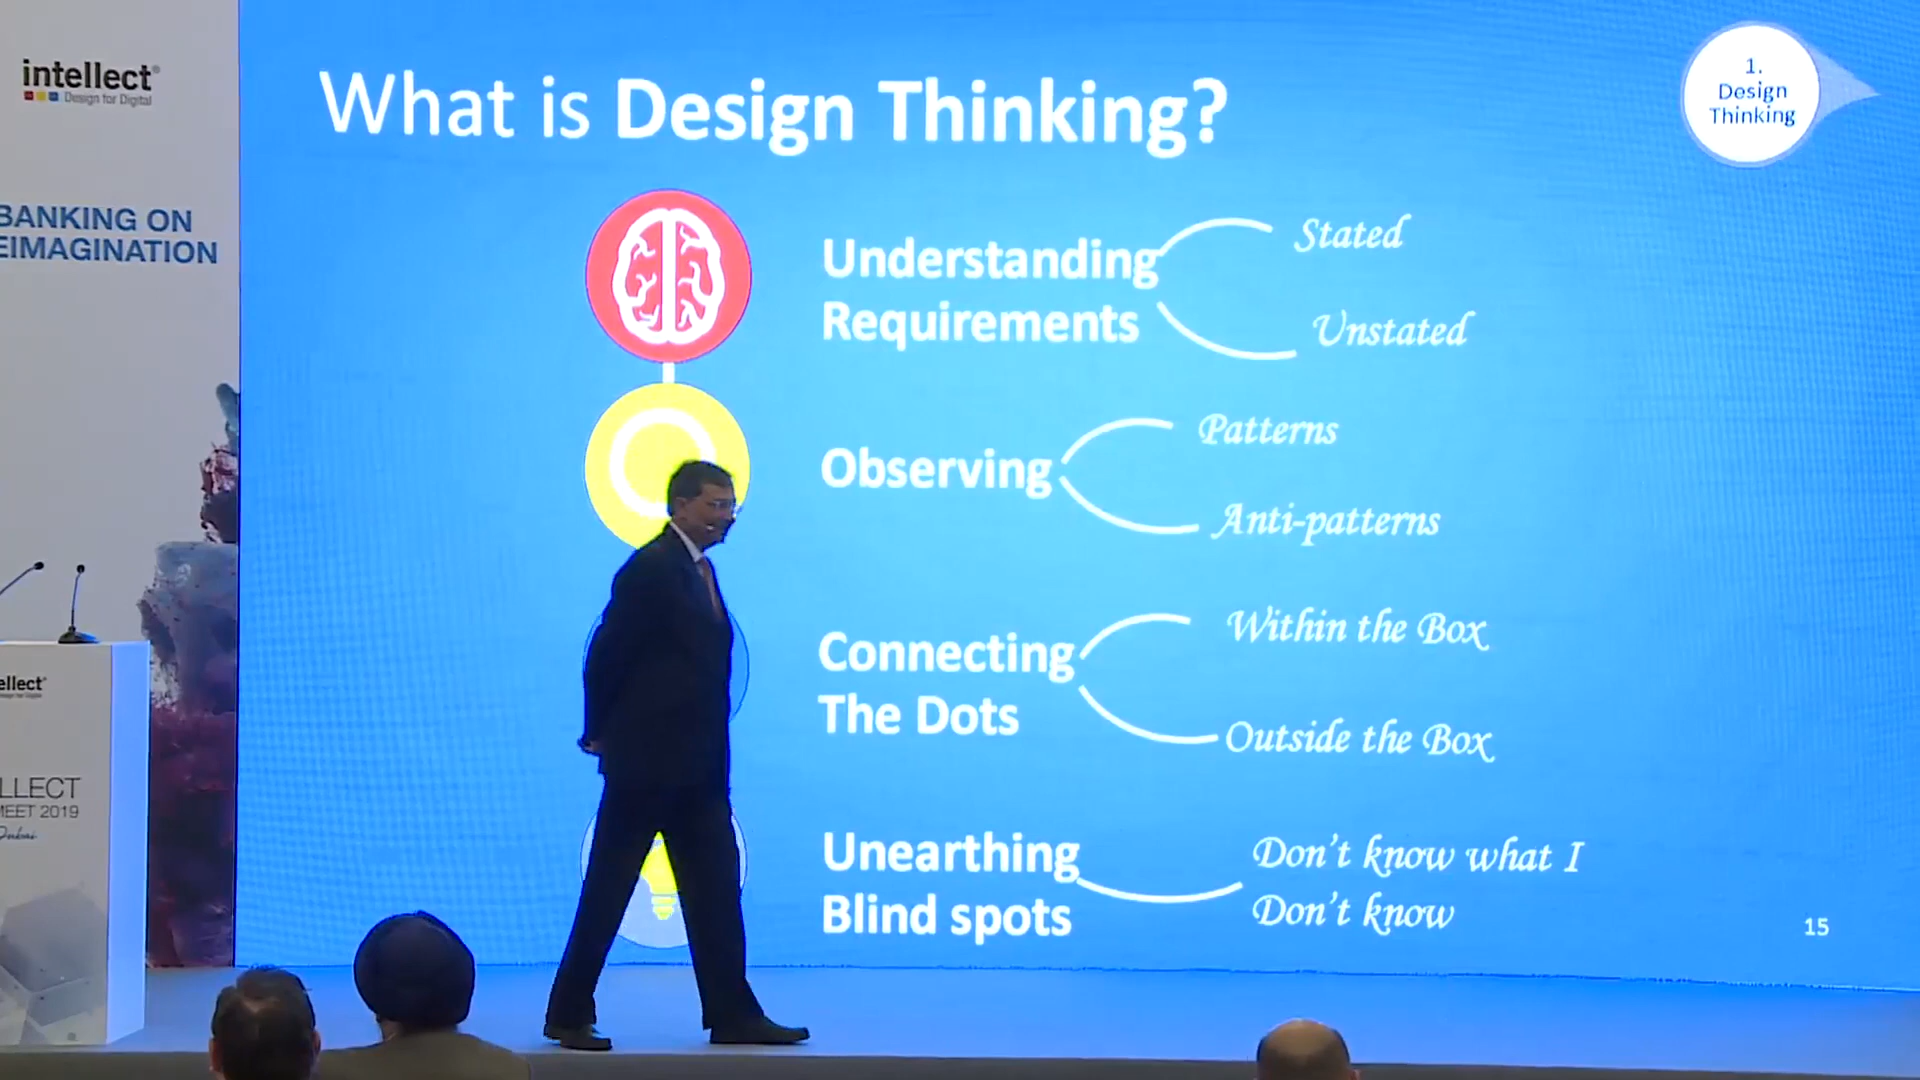 intellect
Design for Digital
BANKING ON
EIMAGINATION
What is Design Thinking?
1.
Design
Thinking
Understanding
Requirements
Stated
Unstated
Observing
Patterns
Anti-patterns
Connecting
The Dots
Within the Box
Outside the Box
Unearthing
Blind spots
Don't know what I
Don't know
15
ellect
LLECT
MEET 2019
Dubai